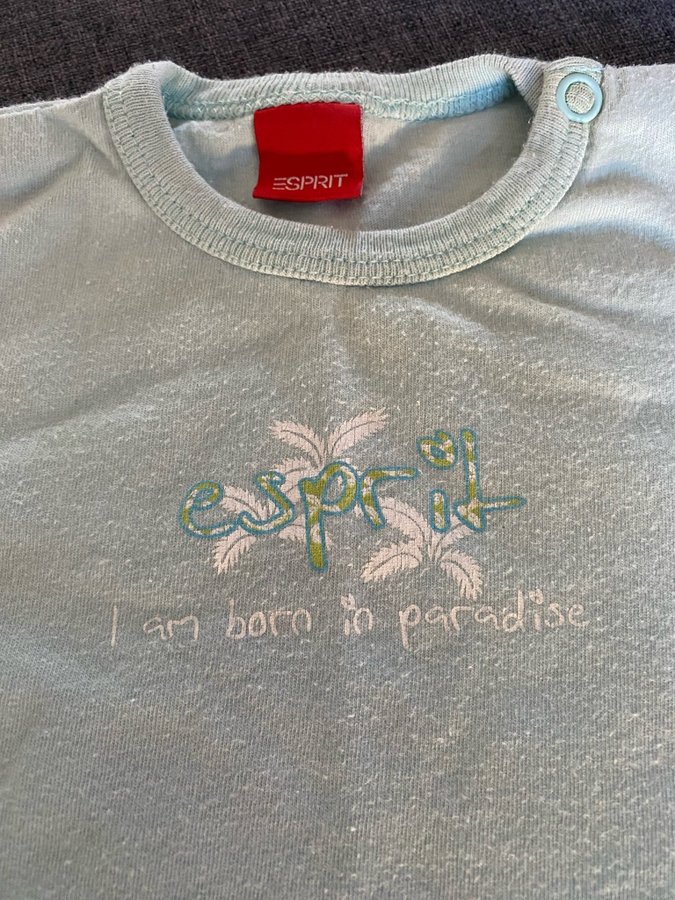 ESPRIT
esprit
I am born in paradise